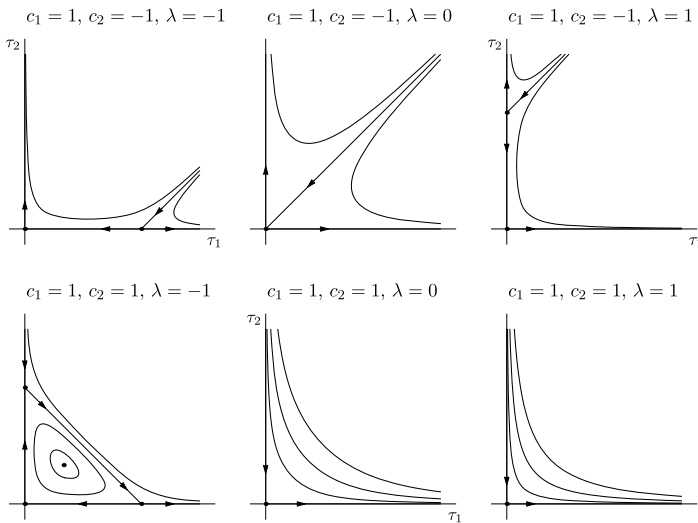 c₁ = 1, c₂ = −1, λ = −1
c₁ = 1, c₂ = −1, λ = 0
c₁ = 1, c₂ = −1, λ = 1
τ₂
τ₂
τ₁
τ
c₁ = 1, c₂ = 1, λ = −1
c₁ = 1, c₂ = 1, λ = 0
c₁ = 1, c₂ = 1, λ = 1
τ₂
τ₁